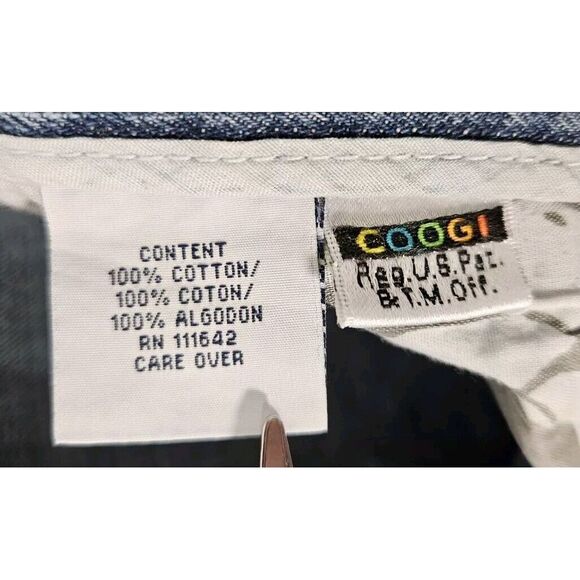 CONTENT
100% COTTON/
100% COTON/
100% ALGODON
RN 111642
CARE OVER
COOGI
Reg.U.S.Pat.
& T.M.Off.